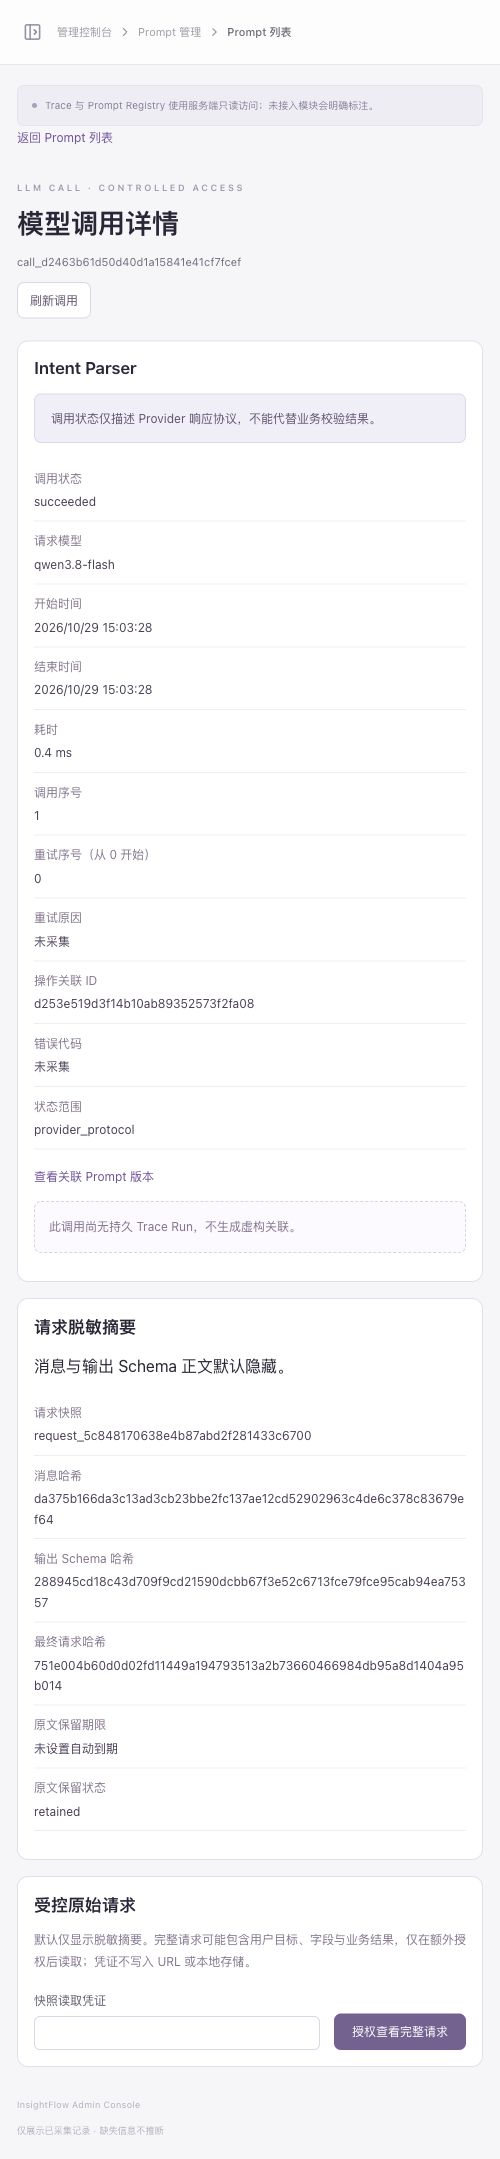 管理控制台 > Prompt 管理 > Prompt 列表
Trace 与 Prompt Registry 使用服务端只读访问；未接入模块会明确标注。
返回 Prompt 列表
LLM CALL · CONTROLLED ACCESS
模型调用详情
call_d2463b61d50d40d1a15841e41cf7fcef
刷新调用
Intent Parser
调用状态仅描述 Provider 响应协议，不能代替业务校验结果。
调用状态
succeeded
请求模型
qwen3.8-flash
开始时间
2026/10/29 15:03:28
结束时间
2026/10/29 15:03:28
耗时
0.4 ms
调用序号
1
重试序号（从 0 开始）
0
重试原因
未采集
操作关联 ID
d253e519d3f14b10ab89352573f2fa08
错误代码
未采集
状态范围
provider_protocol
查看关联 Prompt 版本
此调用尚无持久 Trace Run，不生成虚构关联。
请求脱敏摘要
消息与输出 Schema 正文默认隐藏。
请求快照
request_5c848170638e4b87abd2f281433c6700
消息哈希
da375b166da3c13ad3cb23bbe2fc137ae12cd52902963c4de6c378c83679e
f64
输出 Schema 哈希
288945cd18c43d709f9cd21590dcbb67f3e52c6713fce79fce95cab94ea753
57
最终请求哈希
751e004b60d0d02fd11449a194793513a2b73660466984db95a8d1404a95
b014
原文保留期限
未设置自动到期
原文保留状态
retained
受控原始请求
默认仅显示脱敏摘要。完整请求可能包含用户目标、字段与业务结果，仅在额外授
权后读取；凭证不写入 URL 或本地存储。
快照读取凭证
授权查看完整请求
InsightFlow Admin Console
仅展示已采集记录 · 缺失信息不推断